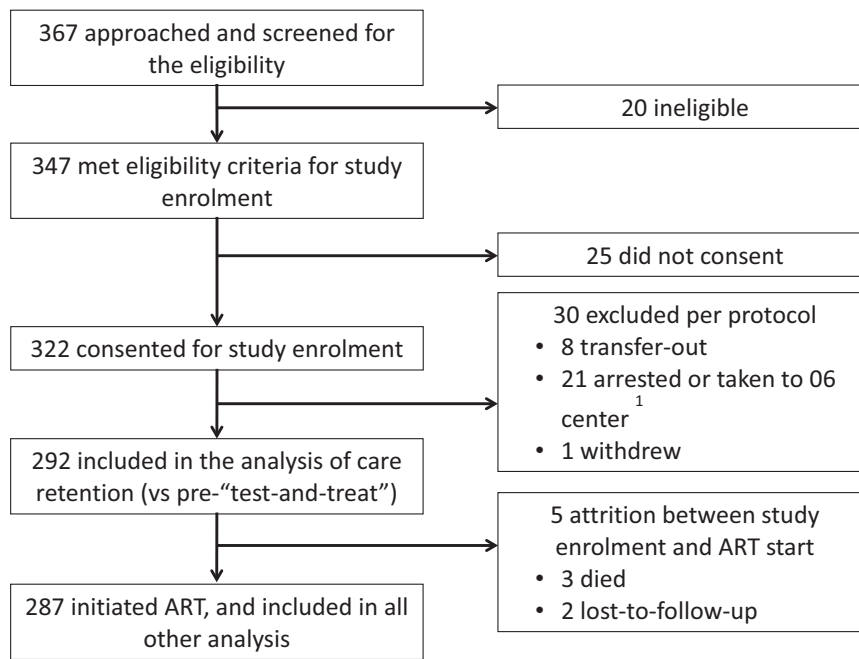 367 approached and screened for
the eligibility
20 ineligible
347 met eligibility criteria for study
enrolment
25 did not consent
322 consented for study enrolment
30 excluded per protocol
• 8 transfer-out
• 21 arrested or taken to 06
center 1
• 1 withdrew
292 included in the analysis of care
retention (vs pre-“test-and-treat”)
5 attrition between study
enrolment and ART start
• 3 died
• 2 lost-to-follow-up
287 initiated ART, and included in all
other analysis